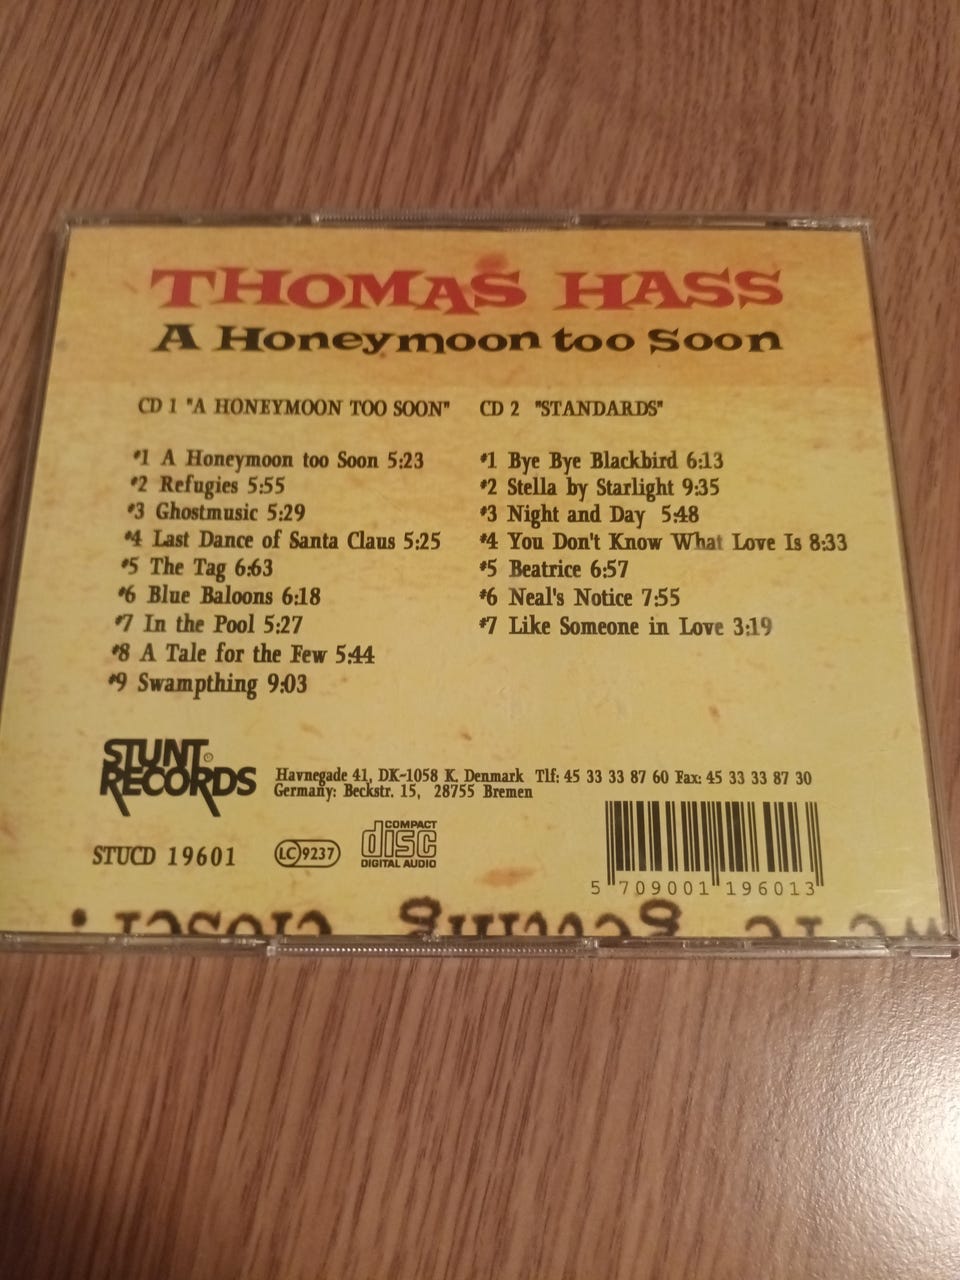 THOMAS HASS
A Honeymoon too Soon
CD 1 "A HONEYMOON TOO SOON"
#1 A Honeymoon too Soon 5:23
#2 Refugies 5:55
#3 Ghostmusic 5:29
#4 Last Dance of Santa Claus 5:25
#5 The Tag 6:63
#6 Blue Baloons 6:18
#7 In the Pool 5:27
#8 A Tale for the Few 5:44
#9 Swampthing 9:03
CD 2 "STANDARDS"
#1 Bye Bye Blackbird 6:13
#2 Stella by Starlight 9:35
#3 Night and Day 5:48
#4 You Don't Know What Love Is 8:33
#5 Beatrice 6:57
#6 Neal's Notice 7:55
#7 Like Someone in Love 3:19
STUNT
RECORDS
Havnegade 41, DK-1058 K. Denmark Tlf: 45 33 33 87 60 Fax: 45 33 33 87 30
Germany: Beckstr. 15, 28755 Bremen
STUCD 19601
LC 9237
COMPACT
disc
DIGITAL AUDIO
5 709001 196013
we're getting closer.